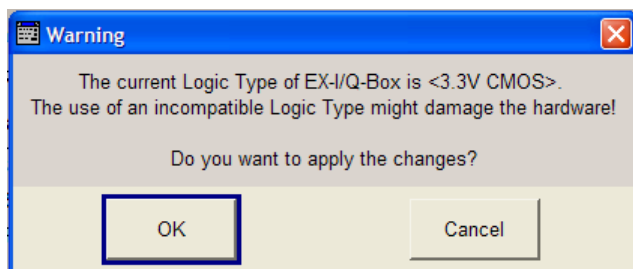 Warning
The current Logic Type of EX-I/Q-Box is <3.3V CMOS>.
The use of an incompatible Logic Type might damage the hardware!
Do you want to apply the changes?
OK
Cancel